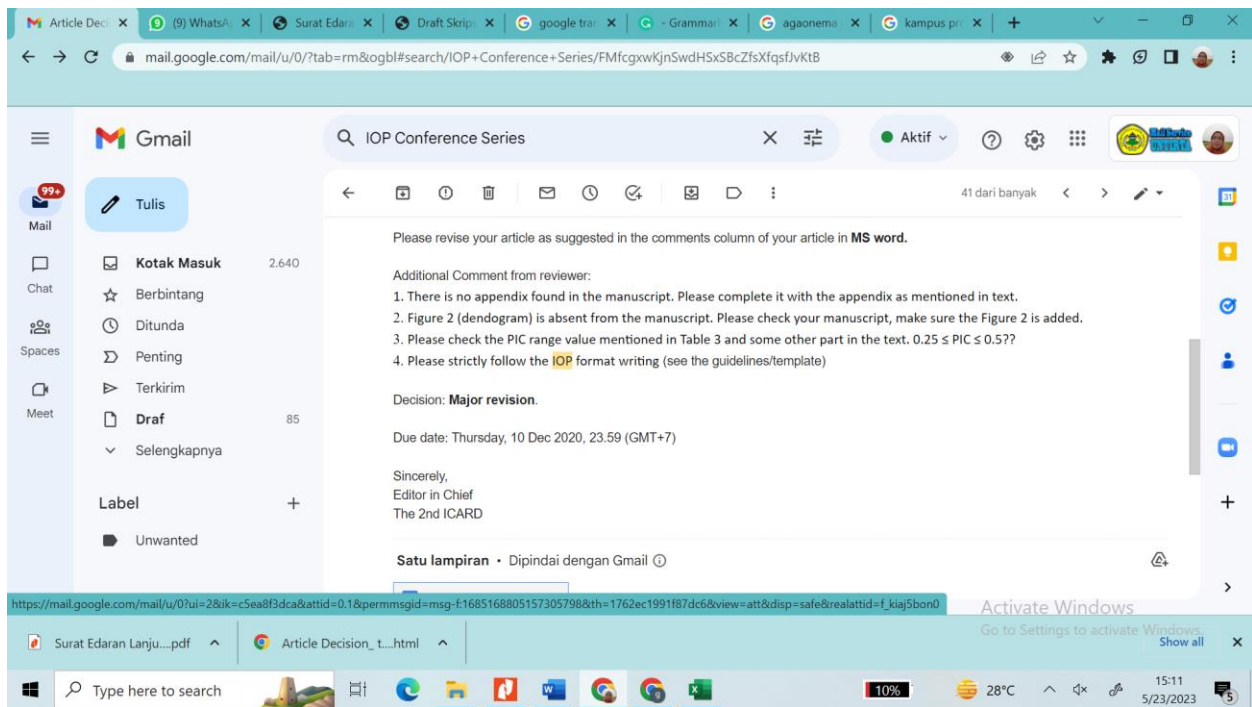 Article Deci
(9) WhatsA
Surat Edara
Draft Skrip
google tran
- Grammarl
agaonema
kampus pr
mail.google.com/mail/u/0/?tab=rm&ogbl#search/IOP+Conference+Series/FMfcgxwKjnSwdHSxSBcZfsXfqsfJvKtB
Gmail
IOP Conference Series
Aktif
99+
Mail
Chat
Spaces
Meet
Tulis
Kotak Masuk 2.640
Berbintang
Ditunda
Penting
Terkirim
Draf 85
Selengkapnya
Label
Unwanted
41 dari banyak
31
Please revise your article as suggested in the comments column of your article in MS word.
Additional Comment from reviewer:
1. There is no appendix found in the manuscript. Please complete it with the appendix as mentioned in text.
2. Figure 2 (dendogram) is absent from the manuscript. Please check your manuscript, make sure the Figure 2 is added.
3. Please check the PIC range value mentioned in Table 3 and some other part in the text. 0.25 ≤ PIC ≤ 0.5??
4. Please strictly follow the IOP format writing (see the guidelines/template)
Decision: Major revision.
Due date: Thursday, 10 Dec 2020, 23.59 (GMT+7)
Sincerely,
Editor in Chief
The 2nd ICARD
Satu lampiran • Dipindai dengan Gmail
https://mail.google.com/mail/u/0?ui=2&ik=c5ea8f3dca&attid=0.1&permmsgid=msg-f:1685168805157305798&th=1762ec1991f87dc6&view=att&disp=safe&realattid=f_kiaj5bon0
Activate Windows
Go to Settings to activate Windows.
Surat Edaran Lanju....pdf
Article Decision_ t....html
Show all
Type here to search
10%
28°C
15:11
5/23/2023
5